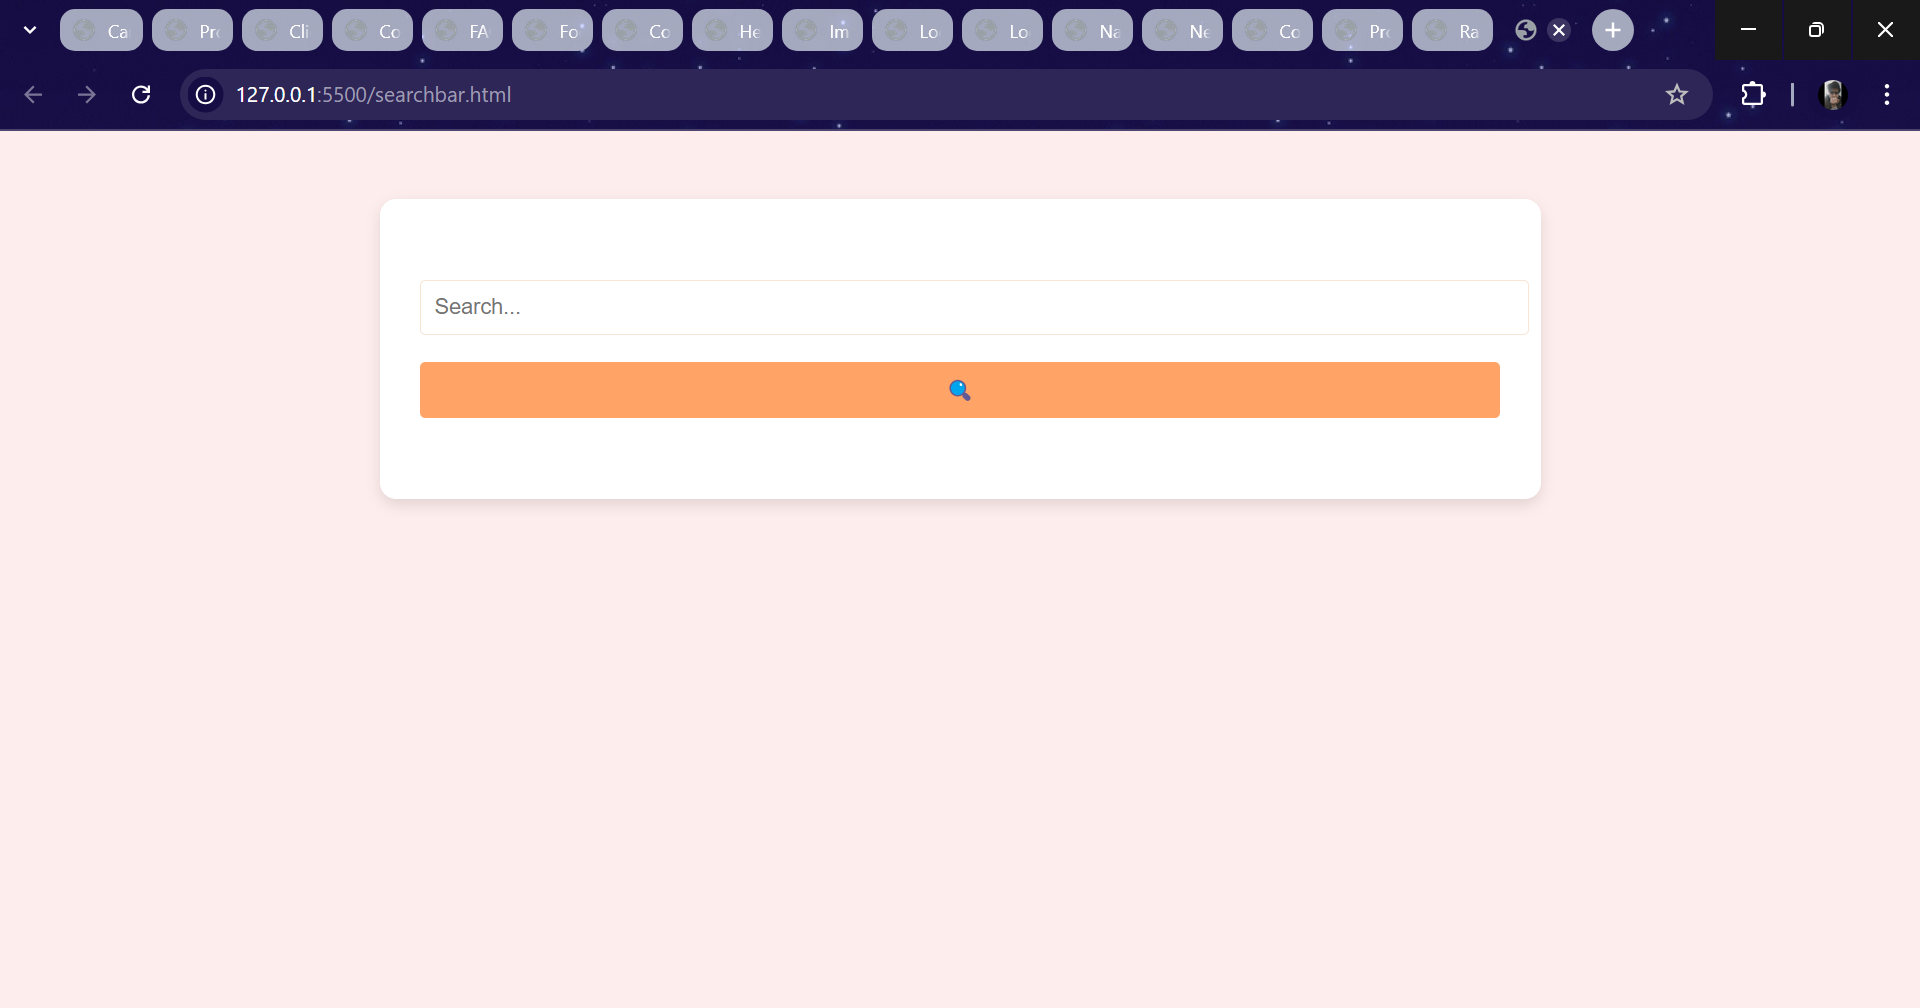 Ca Pr Cli Co FA Fo Co He Im Lo Lo Na Ne Co Pr Ra
127.0.0.1:5500/searchbar.html
Search...